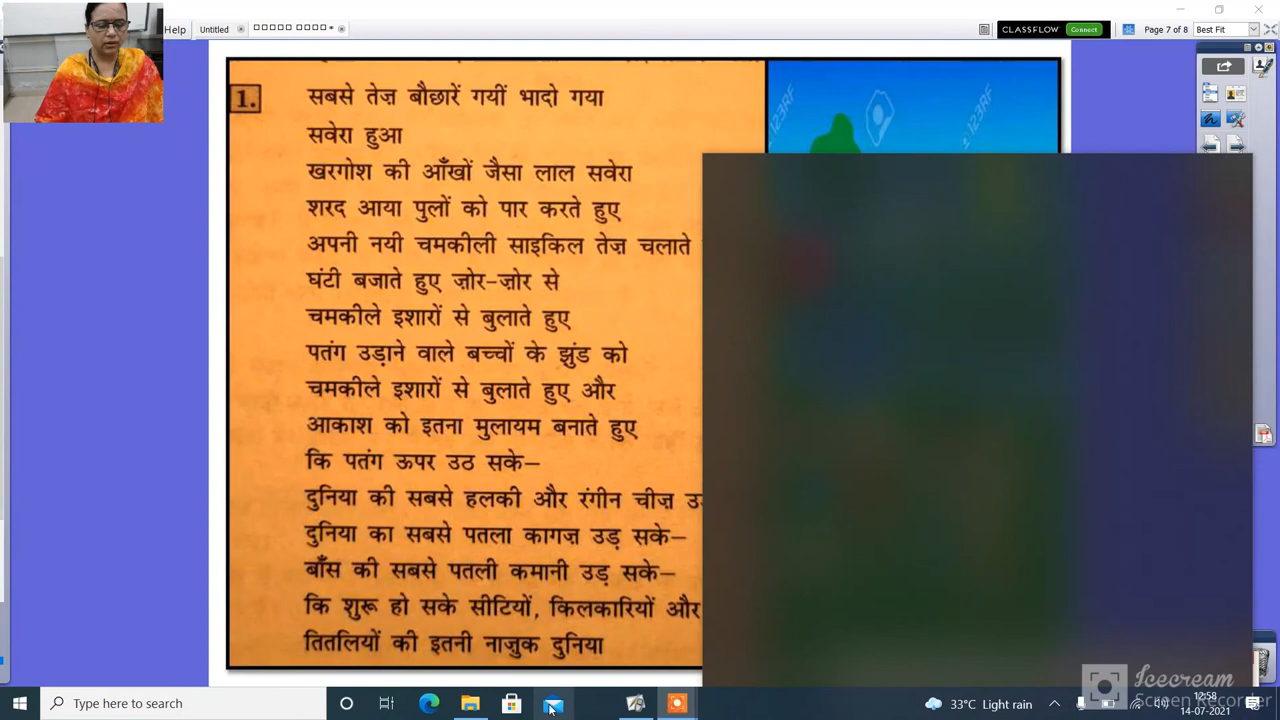 Help
Untitled
CLASSFLOW
Connect
Page 7 of 8
Best Fit
1.
सबसे तेज़ बौछारें गयीं भादो गया
सवेरा हुआ
खरगोश की आँखों जैसा लाल सवेरा
शरद आया पुलों को पार करते हुए
अपनी नयी चमकीली साइकिल तेज़ चलाते
घंटी बजाते हुए ज़ोर-ज़ोर से
चमकीले इशारों से बुलाते हुए
पतंग उड़ाने वाले बच्चों के झुंड को
चमकीले इशारों से बुलाते हुए और
आकाश को इतना मुलायम बनाते हुए
कि पतंग ऊपर उठ सके–
दुनिया की सबसे हलकी और रंगीन चीज़
दुनिया का सबसे पतला कागज़ उड़ सके–
बाँस की सबसे पतली कमानी उड़ सके–
कि शुरू हो सके सीटियों, किलकारियों और
तितलियों की इतनी नाज़ुक दुनिया
123RF
123RF
Icecream
Screen Recorder
Type here to search
33°C Light rain
12:58
14-07-2021